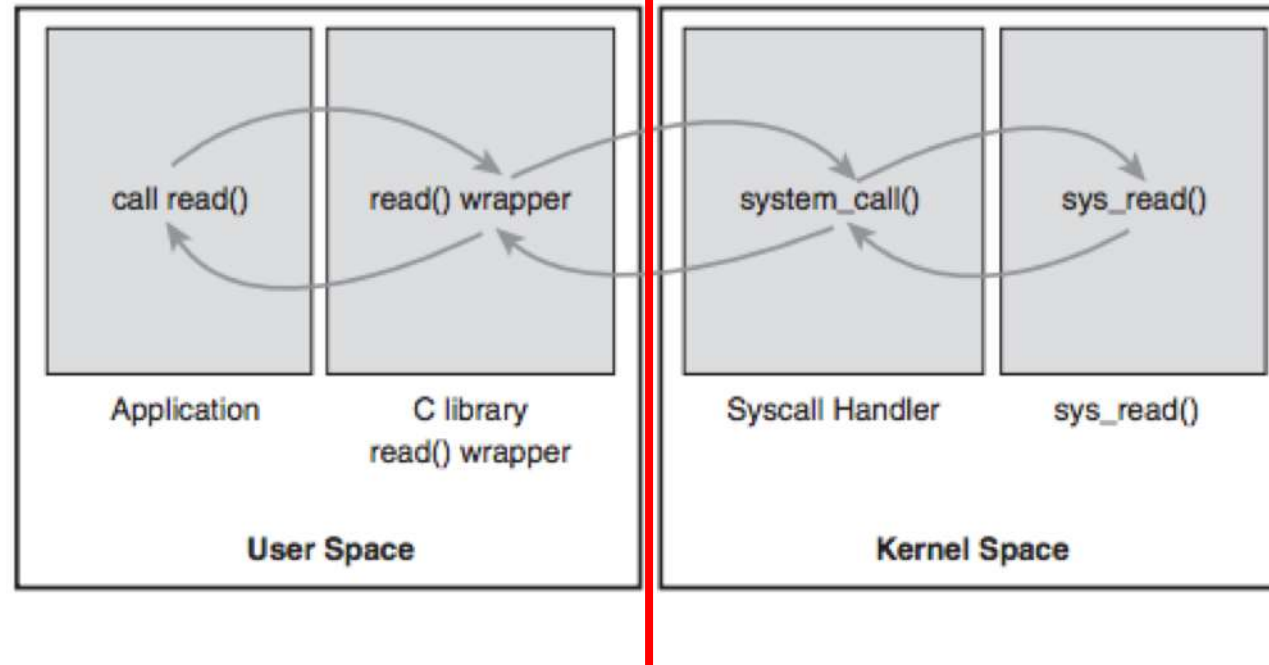 call read()
read() wrapper
system_call()
sys_read()
Application
C library
read() wrapper
Syscall Handler
sys_read()
User Space
Kernel Space